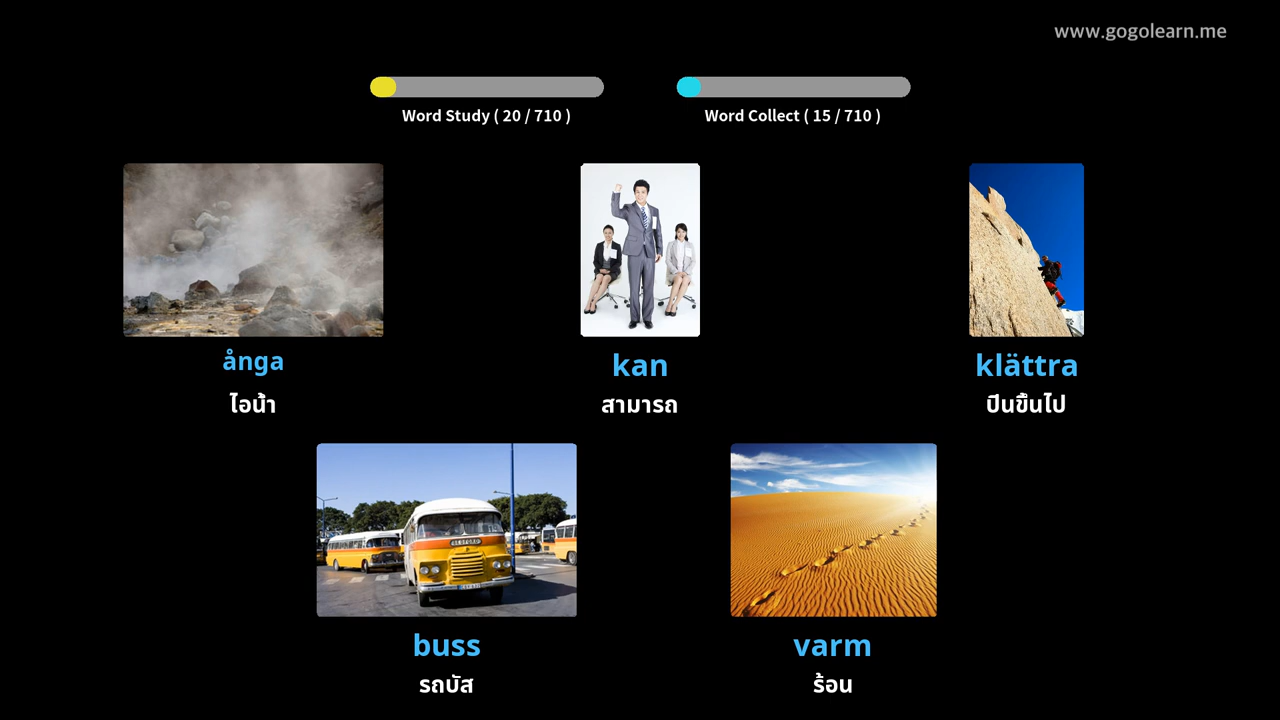 www.gogolearn.me
Word Study ( 20 / 710 )
Word Collect ( 15 / 710 )
ånga
ไอน้ำ
kan
สามารถ
klättra
ปีนขึ้นไป
buss
รถบัส
varm
ร้อน